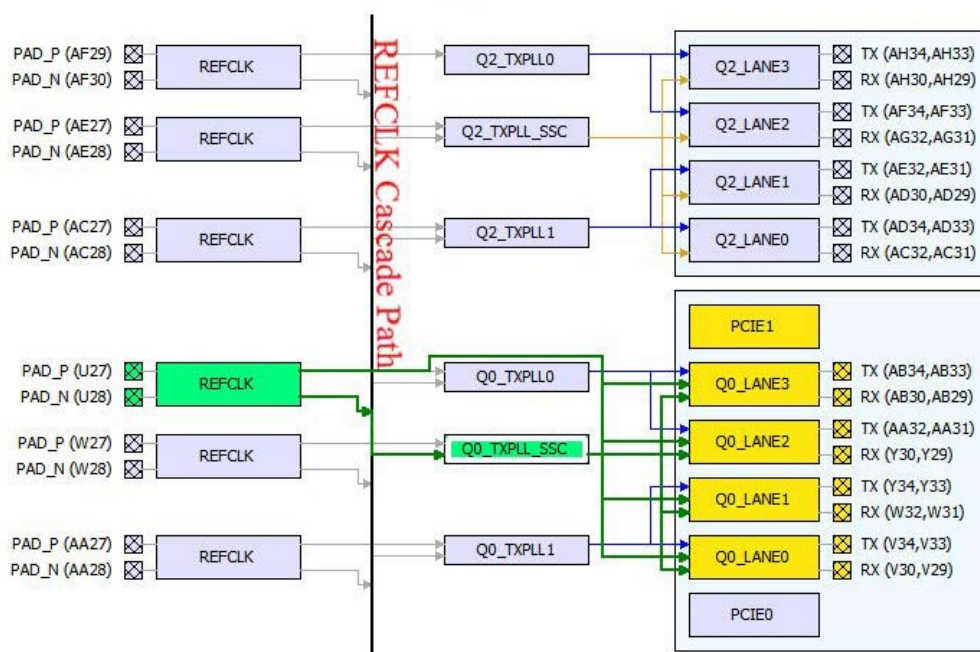 PAD_P (AF29)
PAD_N (AF30)
REFCLK
Q2_TXPLL0
Q2_LANE3
TX (AH34,AH33)
RX (AH30,AH29)
PAD_P (AE27)
PAD_N (AE28)
REFCLK
Q2_TXPLL_SSC
Q2_LANE2
TX (AF34,AF33)
RX (AG32,AG31)
Q2_LANE1
TX (AE32,AE31)
RX (AD30,AD29)
PAD_P (AC27)
PAD_N (AC28)
REFCLK
Q2_TXPLL1
Q2_LANE0
TX (AD34,AD33)
RX (AC32,AC31)
REFCLK Cascade Path
PCIE1
PAD_P (U27)
PAD_N (U28)
REFCLK
Q0_TXPLL0
Q0_LANE3
TX (AB34,AB33)
RX (AB30,AB29)
PAD_P (W27)
PAD_N (W28)
REFCLK
Q0_TXPLL_SSC
Q0_LANE2
TX (AA32,AA31)
RX (Y30,Y29)
Q0_LANE1
TX (Y34,Y33)
RX (W32,W31)
PAD_P (AA27)
PAD_N (AA28)
REFCLK
Q0_TXPLL1
Q0_LANE0
TX (V34,V33)
RX (V30,V29)
PCIE0